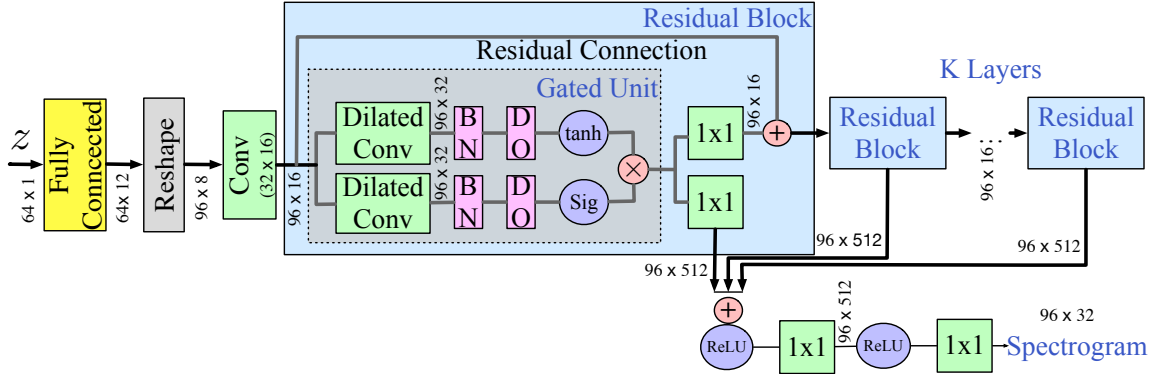 Residual Block
Residual Connection
Gated Unit
K Layers
z
64 x 1
Fully
Conncected
64x 12
Reshape
96 x 8
Conv
(32 x 16)
96 x 16
Dilated
Conv
96 x 32
B
N
D
O
tanh
Dilated
Conv
96 x 32
B
N
D
O
Sig
×
1x1
96 x 16
+
1x1
Residual
Block
96 x 16
Residual
Block
96 x 512
96 x 512
96 x 512
+
ReLU
1x1
96 x 512
ReLU
1x1
96 x 32
Spectrogram